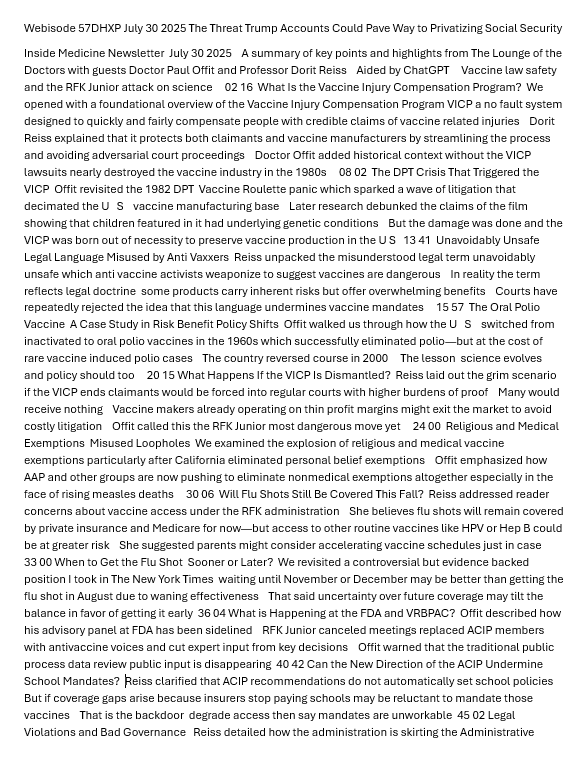 Webisode 57DHXP July 30 2025 The Threat Trump Accounts Could Pave Way to Privatizing Social Security
Inside Medicine Newsletter July 30 2025 A summary of key points and highlights from The Lounge of the
Doctors with guests Doctor Paul Offit and Professor Dorit Reiss Aided by ChatGPT Vaccine law safety
and the RFK Junior attack on science 02 16 What Is the Vaccine Injury Compensation Program? We
opened with a foundational overview of the Vaccine Injury Compensation Program VICP a no fault system
designed to quickly and fairly compensate people with credible claims of vaccine related injuries Dorit
Reiss explained that it protects both claimants and vaccine manufacturers by streamlining the process
and avoiding adversarial court proceedings Doctor Offit added historical context without the VICP
lawsuits nearly destroyed the vaccine industry in the 1980s 08 02 The DPT Crisis That Triggered the
VICP Offit revisited the 1982 DPT Vaccine Roulette panic which sparked a wave of litigation that
decimated the U S vaccine manufacturing base Later research debunked the claims of the film
showing that children featured in it had underlying genetic conditions But the damage was done and the
VICP was born out of necessity to preserve vaccine production in the U S 13 41 Unavoidably Unsafe
Legal Language Misused by Anti Vaxxers Reiss unpacked the misunderstood legal term unavoidably
unsafe which anti vaccine activists weaponize to suggest vaccines are dangerous In reality the term
reflects legal doctrine some products carry inherent risks but offer overwhelming benefits Courts have
repeatedly rejected the idea that this language undermines vaccine mandates 15 57 The Oral Polio
Vaccine A Case Study in Risk Benefit Policy Shifts Offit walked us through how the U S switched from
inactivated to oral polio vaccines in the 1960s which successfully eliminated polio—but at the cost of
rare vaccine induced polio cases The country reversed course in 2000 The lesson science evolves
and policy should too 20 15 What Happens If the VICP Is Dismantled? Reiss laid out the grim scenario
if the VICP ends claimants would be forced into regular courts with higher burdens of proof Many would
receive nothing Vaccine makers already operating on thin profit margins might exit the market to avoid
costly litigation Offit called this the RFK Junior most dangerous move yet 24 00 Religious and Medical
Exemptions Misused Loopholes We examined the explosion of religious and medical vaccine
exemptions particularly after California eliminated personal belief exemptions Offit emphasized how
AAP and other groups are now pushing to eliminate nonmedical exemptions altogether especially in the
face of rising measles deaths 30 06 Will Flu Shots Still Be Covered This Fall? Reiss addressed reader
concerns about vaccine access under the RFK administration She believes flu shots will remain covered
by private insurance and Medicare for now—but access to other routine vaccines like HPV or Hep B could
be at greater risk She suggested parents might consider accelerating vaccine schedules just in case
33 00 When to Get the Flu Shot Sooner or Later? We revisited a controversial but evidence backed
position I took in The New York Times waiting until November or December may be better than getting the
flu shot in August due to waning effectiveness That said uncertainty over future coverage may tilt the
balance in favor of getting it early 36 04 What is Happening at the FDA and VRBPAC? Offit described how
his advisory panel at FDA has been sidelined RFK Junior canceled meetings replaced ACIP members
with antivaccine voices and cut expert input from key decisions Offit warned that the traditional public
process data review public input is disappearing 40 42 Can the New Direction of the ACIP Undermine
School Mandates? Reiss clarified that ACIP recommendations do not automatically set school policies
But if coverage gaps arise because insurers stop paying schools may be reluctant to mandate those
vaccines That is the backdoor degrade access then say mandates are unworkable 45 02 Legal
Violations and Bad Governance Reiss detailed how the administration is skirting the Administrative